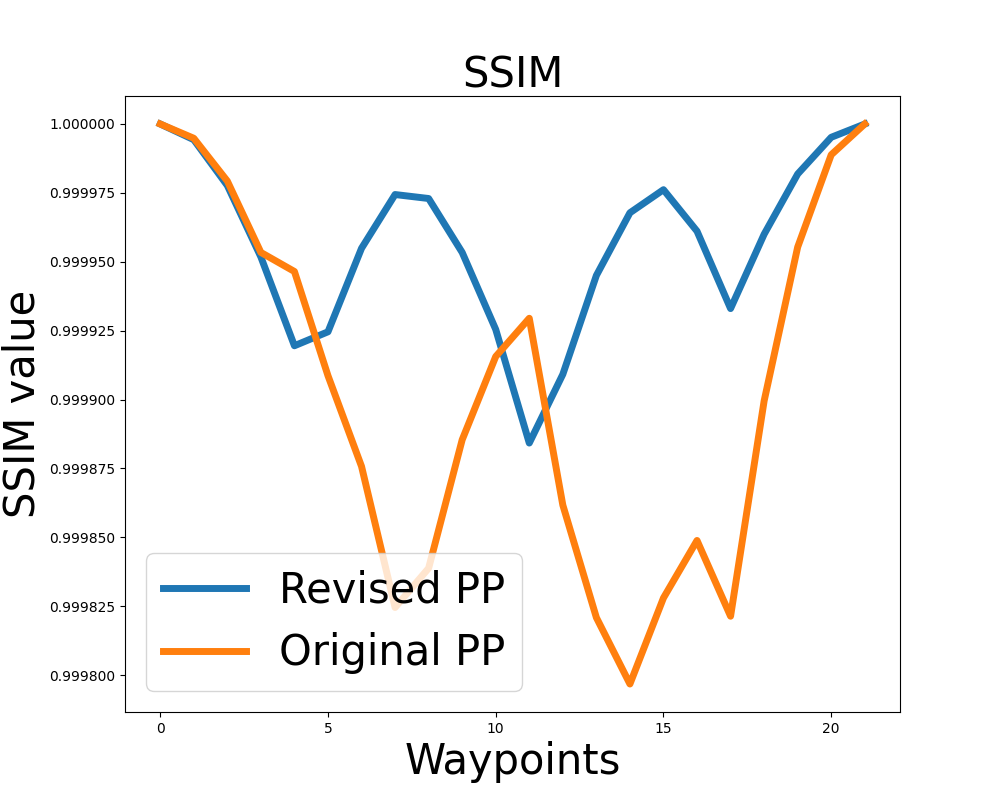 SSIM
SSIM value
1.000000
0.999975
0.999950
0.999925
0.999900
0.999875
0.999850
0.999825
0.999800
Revised PP
Original PP
0 5 10 15 20
Waypoints